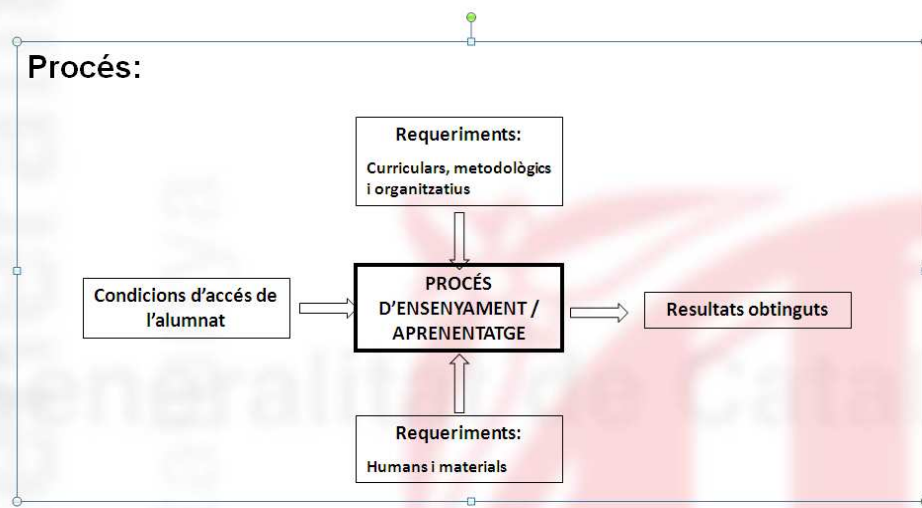 Procés:
Requeriments:
Curriculars, metodològics
i organitzatius
Condicions d'accés de
l'alumnat
PROCÉS
D'ENSENYAMENT /
APRENENTATGE
Resultats obtinguts
Requeriments:
Humans i materials